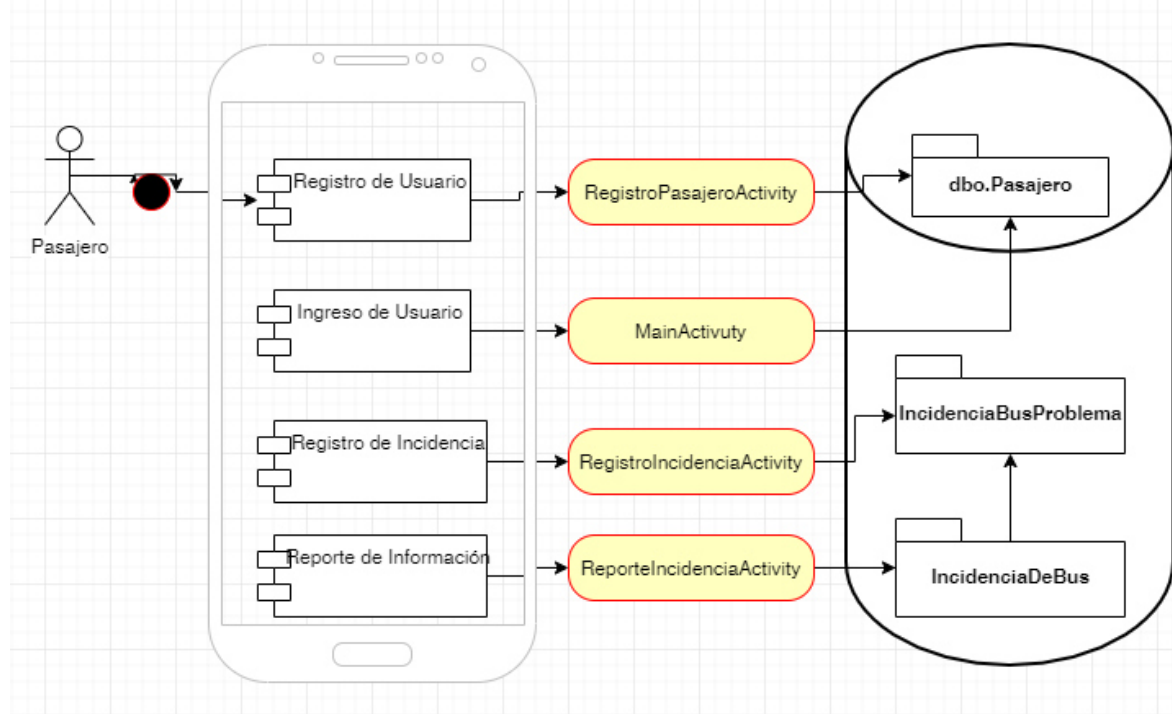 Pasajero
Registro de Usuario
RegistroPasajeroActivity
dbo.Pasajero
Ingreso de Usuario
MainActivuty
Registro de Incidencia
RegistroIncidenciaActivity
IncidenciaBusProblema
Reporte de Información
ReporteIncidenciaActivity
IncidenciaDeBus